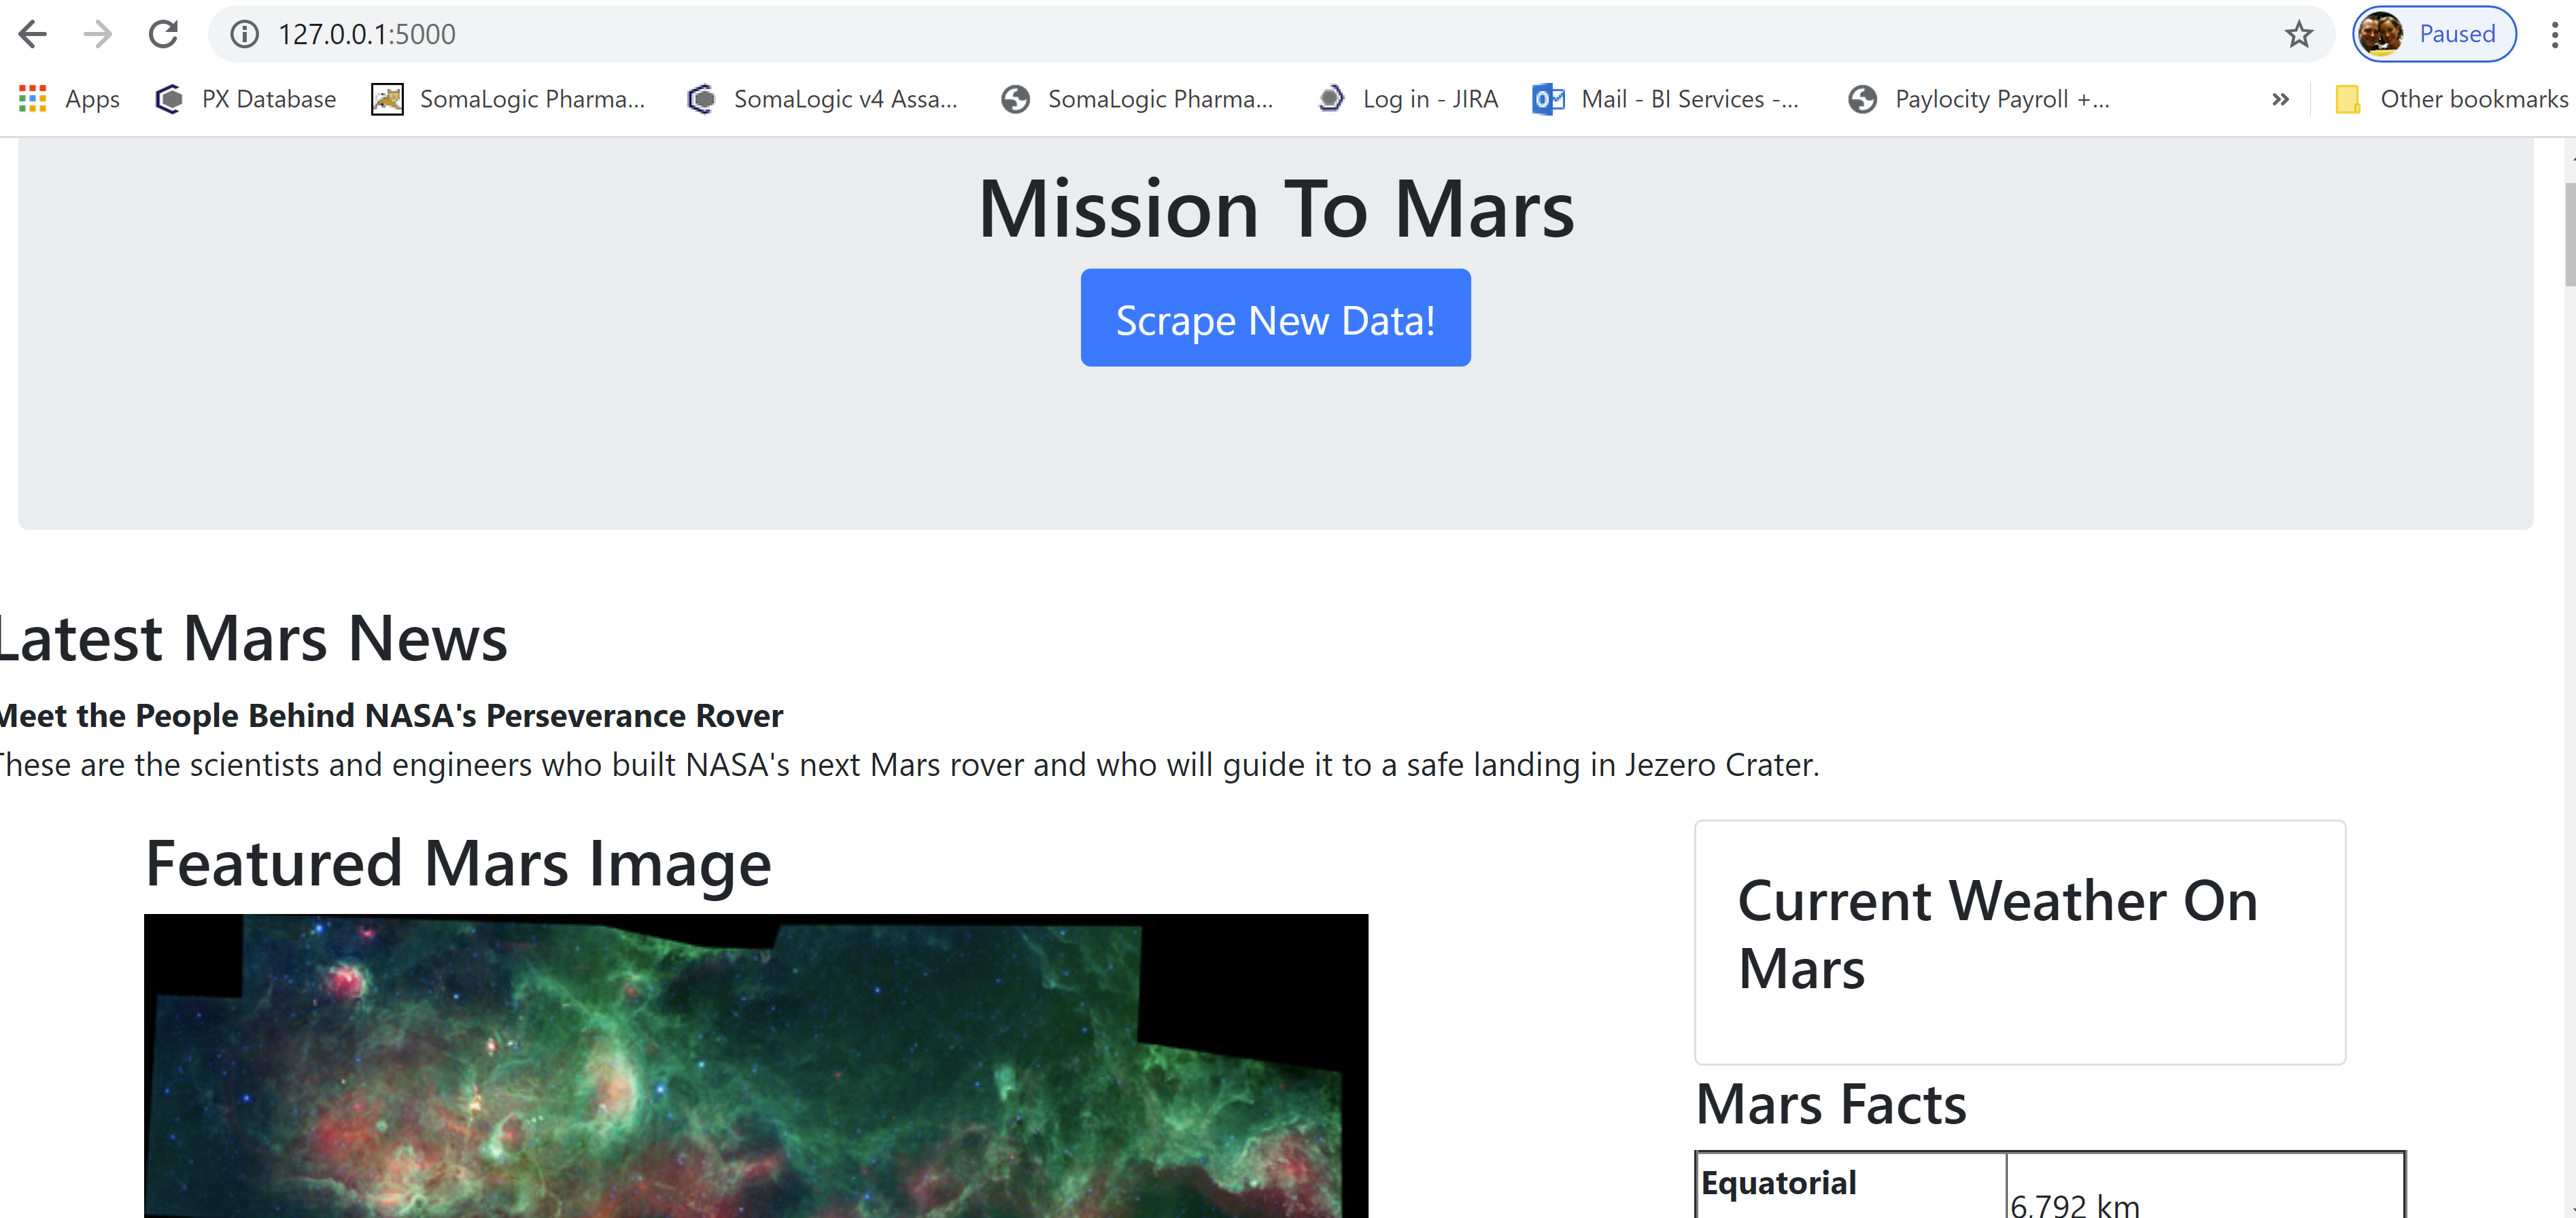 127.0.0.1:5000
Paused
Apps
PX Database
SomaLogic Pharma...
SomaLogic v4 Assa...
SomaLogic Pharma...
Log in - JIRA
Mail - BI Services -...
Paylocity Payroll +...
»
Other bookmarks
Mission To Mars
Scrape New Data!
Latest Mars News
Meet the People Behind NASA's Perseverance Rover
These are the scientists and engineers who built NASA's next Mars rover and who will guide it to a safe landing in Jezero Crater.
Featured Mars Image
Current Weather On
Mars
Mars Facts
Equatorial
6,792 km